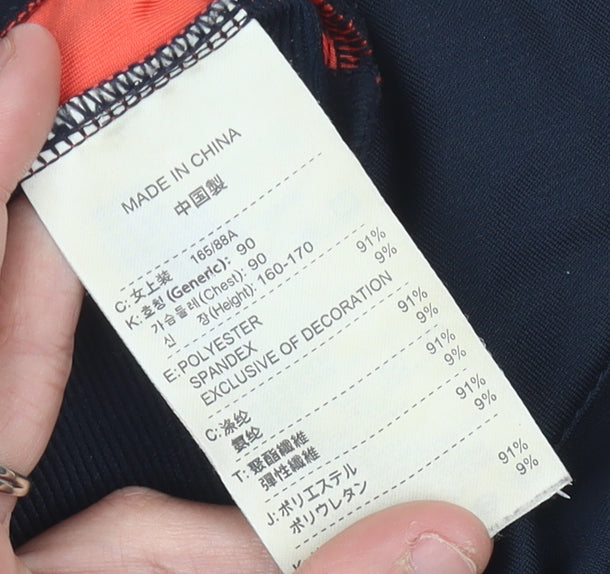 MADE IN CHINA
中国製
C:女上装 165/88A
K:호칭(Generic): 90
가슴둘레(Chest): 90
신 장(Height): 160-170
E:POLYESTER 91%
SPANDEX 9%
EXCLUSIVE OF DECORATION
C:涤纶 91%
氨纶 9%
T:聚酯纖維 91%
彈性纖維 9%
J:ポリエステル 91%
ポリウレタン 9%
91%
9%